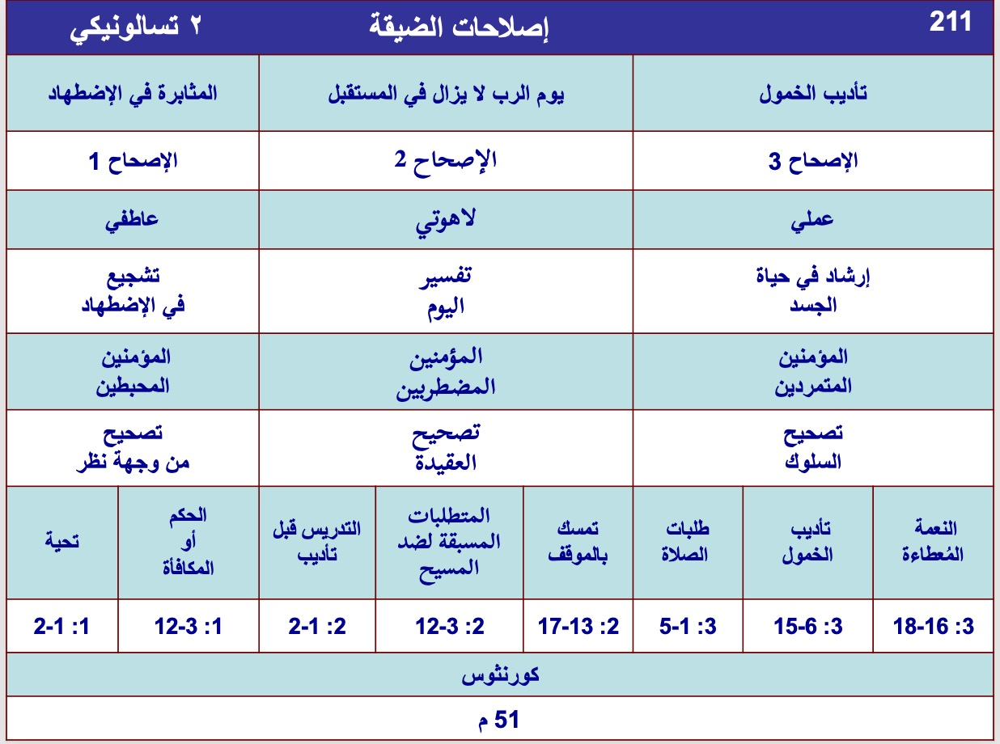 211
إصلاحات الضيقة
٢ تسالونيكي
تأديب الخمول
يوم الرب لا يزال في المستقبل
المثابرة في الإضطهاد
الإصحاح 3
الإصحاح 2
الإصحاح 1
عملي
لاهوتي
عاطفي
إرشاد في حياة
الجسد
تفسير
اليوم
تشجيع
في الإضطهاد
المؤمنين
المتمردين
المؤمنين
المضطربين
المؤمنين
المحبطين
تصحيح
السلوك
تصحيح
العقيدة
تصحيح
من وجهة نظر
النعمة
المُعطاءة
تأديب
الخمول
طلبات
الصلاة
تمسك
بالموقف
المتطلبات
المسبقة لضد
المسيح
التدريس قبل
تأديب
الحكم
أو
المكافأة
تحية
3: 16-18
3: 6-15
3: 1-5
2: 13-17
2: 3-12
2: 1-2
1: 3-12
1: 1-2
كورنثوس
51 م